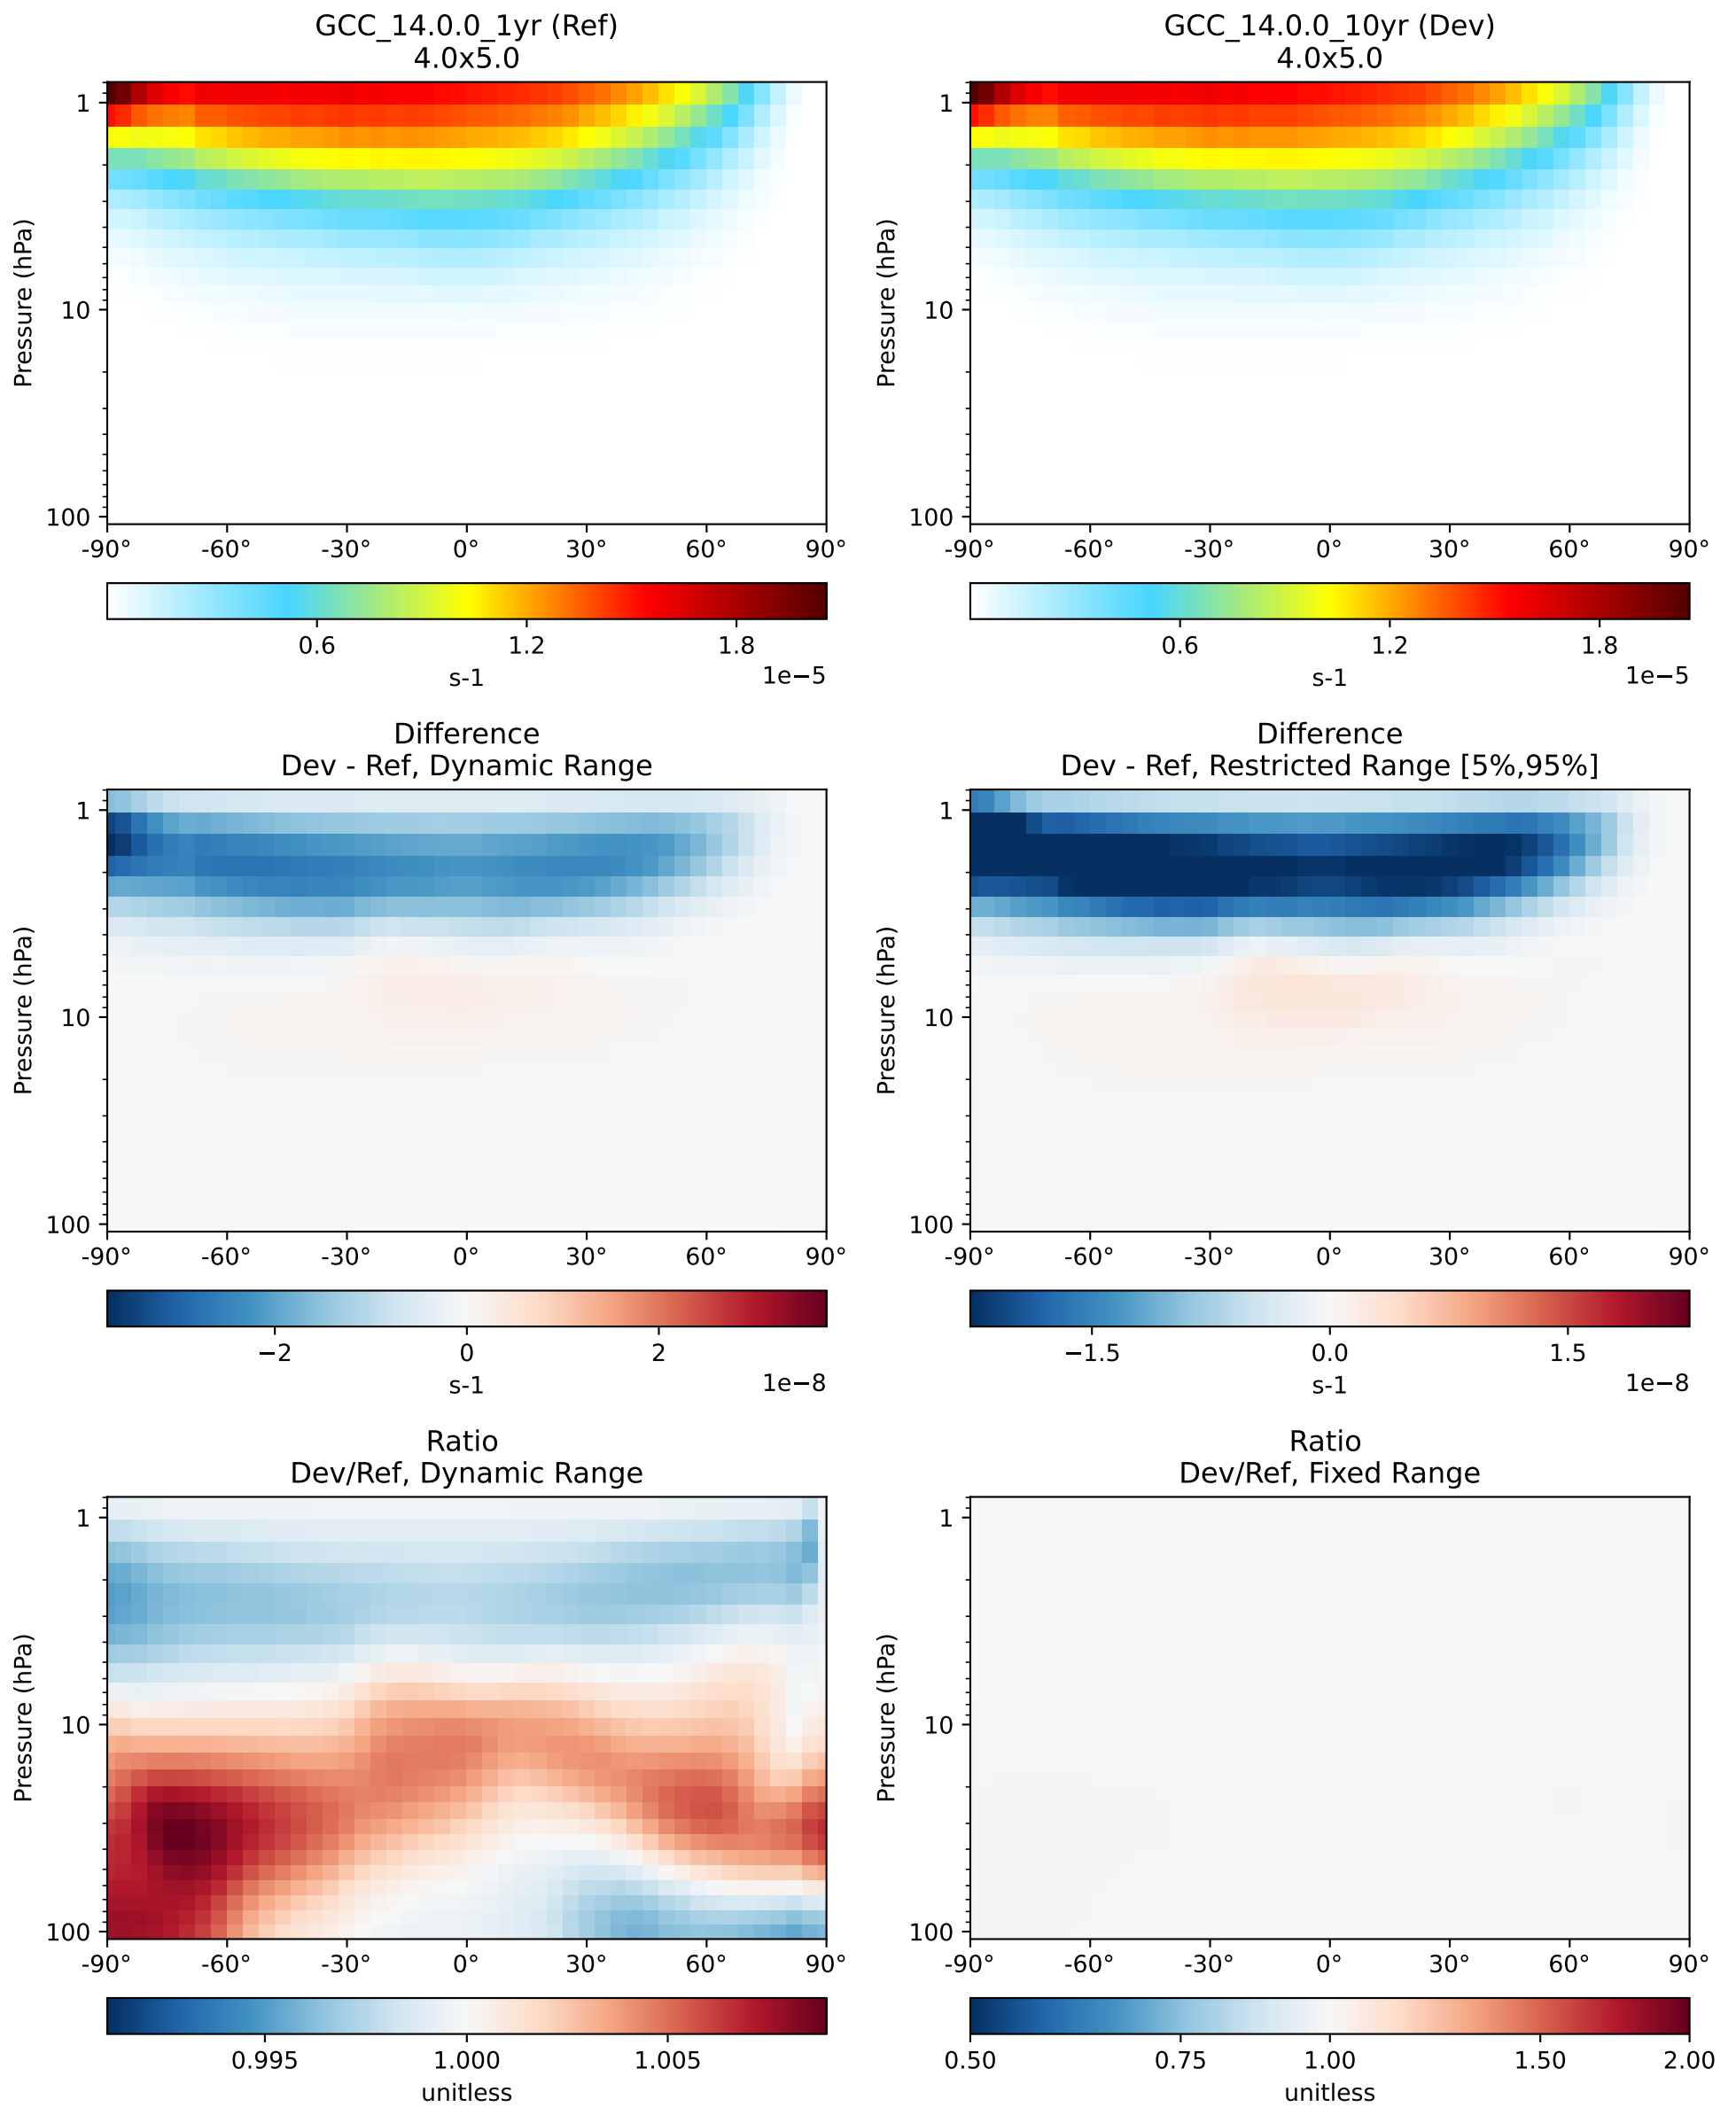 GCC_14.0.0_1yr (Ref)
4.0x5.0
Pressure (hPa)
1
10
100
-90° -60° -30° 0° 30° 60° 90°
0.6 1.2 1.8
s-1
1e−5
GCC_14.0.0_10yr (Dev)
4.0x5.0
Pressure (hPa)
1
10
100
-90° -60° -30° 0° 30° 60° 90°
0.6 1.2 1.8
s-1
1e−5
Difference
Dev - Ref, Dynamic Range
Pressure (hPa)
1
10
100
-90° -60° -30° 0° 30° 60° 90°
−2 0 2
s-1
1e−8
Difference
Dev - Ref, Restricted Range [5%,95%]
Pressure (hPa)
1
10
100
-90° -60° -30° 0° 30° 60° 90°
−1.5 0.0 1.5
s-1
1e−8
Ratio
Dev/Ref, Dynamic Range
Pressure (hPa)
1
10
100
-90° -60° -30° 0° 30° 60° 90°
0.995 1.000 1.005
unitless
Ratio
Dev/Ref, Fixed Range
Pressure (hPa)
1
10
100
-90° -60° -30° 0° 30° 60° 90°
0.50 0.75 1.00 1.50 2.00
unitless